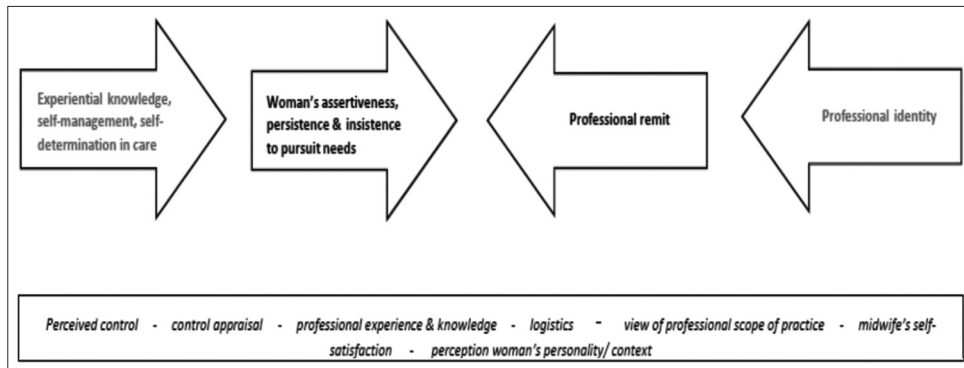 Experiential knowledge,
self-management, self-
determination in care
Woman's assertiveness,
persistence & insistence
to pursuit needs
Professional remit
Professional identity
Perceived control - control appraisal - professional experience & knowledge - logistics - view of professional scope of practice - midwife's self-
satisfaction - perception woman's personality/ context